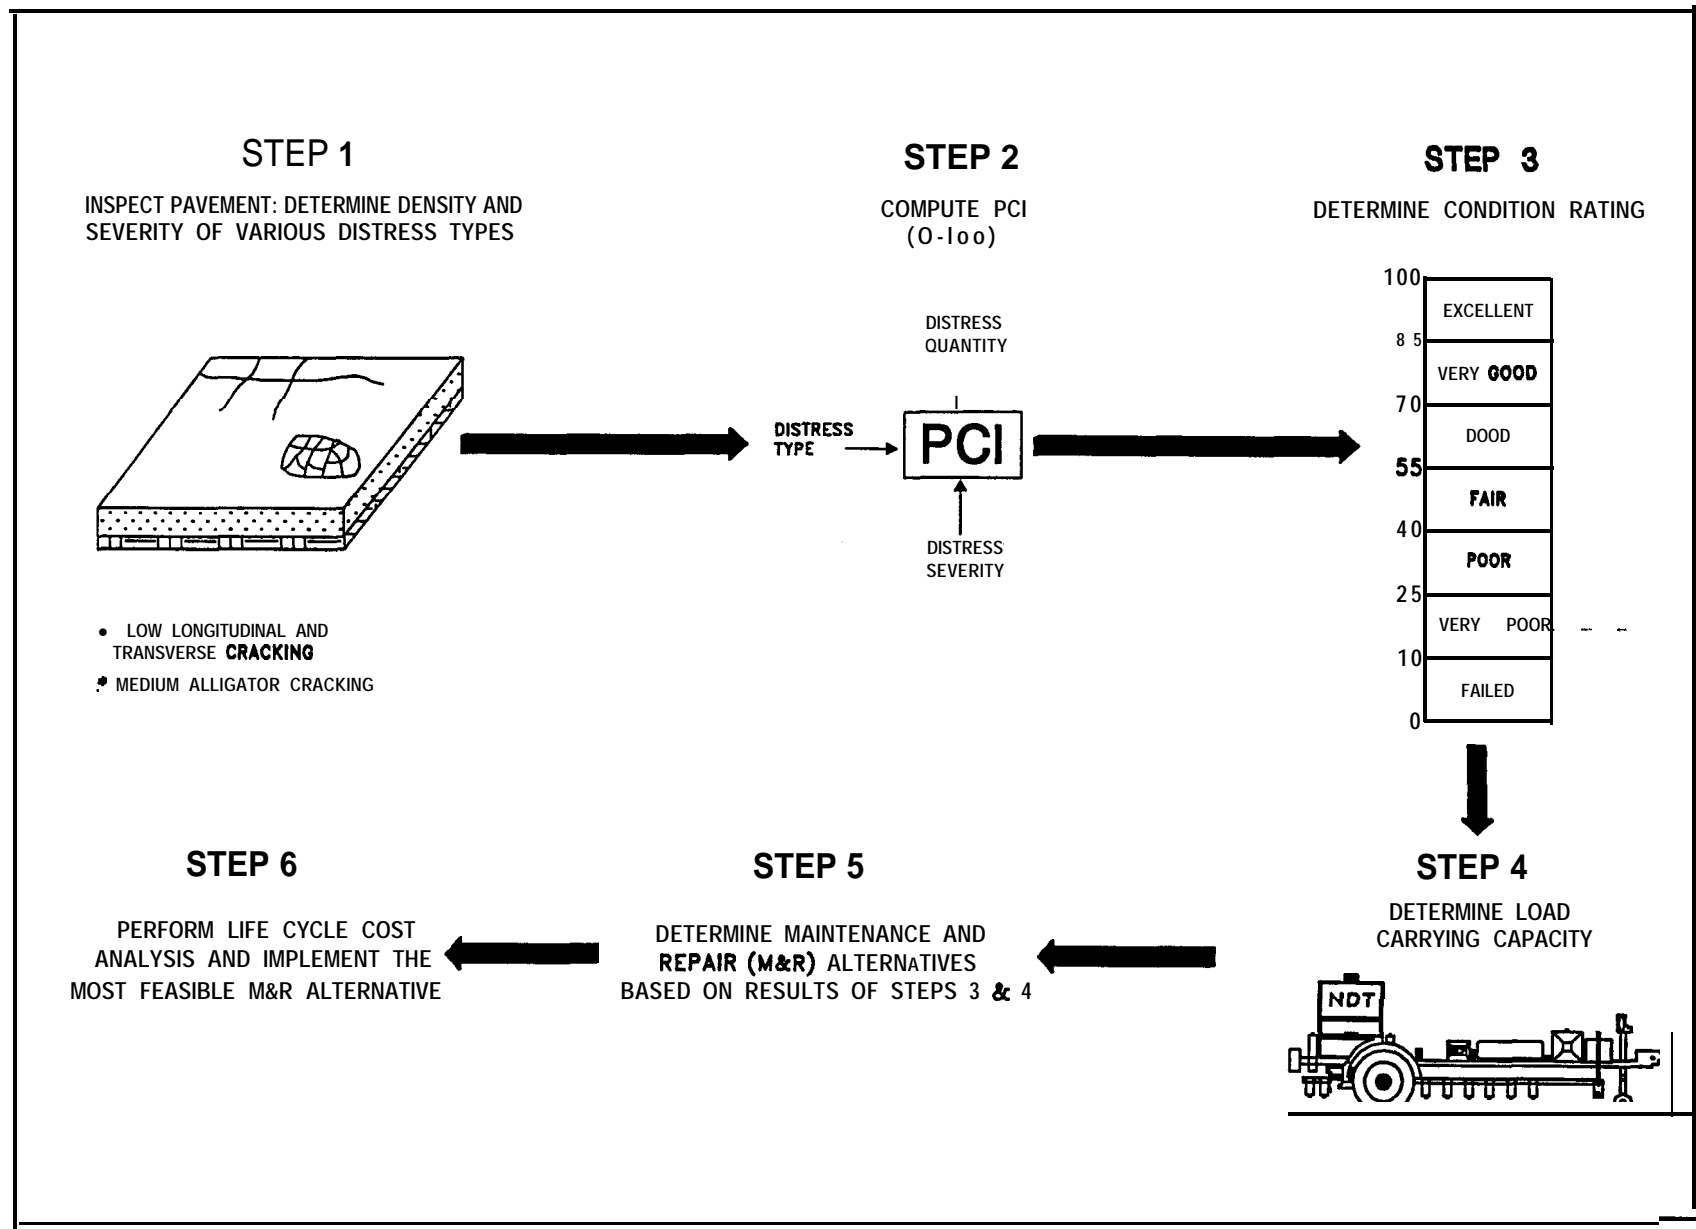 STEP 1
INSPECT PAVEMENT: DETERMINE DENSITY AND
SEVERITY OF VARIOUS DISTRESS TYPES
• LOW LONGITUDINAL AND
TRANSVERSE CRACKING
• MEDIUM ALLIGATOR CRACKING
STEP 2
COMPUTE PCI
(O-loo)
DISTRESS
QUANTITY
DISTRESS
TYPE
PCI
DISTRESS
SEVERITY
STEP 3
DETERMINE CONDITION RATING
100
EXCELLENT
85
VERY GOOD
70
DOOD
55
FAIR
40
POOR
25
VERY POOR
10
FAILED
0
STEP 4
DETERMINE LOAD
CARRYING CAPACITY
NDT
STEP 5
DETERMINE MAINTENANCE AND
REPAIR (M&R) ALTERNATIVES
BASED ON RESULTS OF STEPS 3 & 4
STEP 6
PERFORM LIFE CYCLE COST
ANALYSIS AND IMPLEMENT THE
MOST FEASIBLE M&R ALTERNATIVE